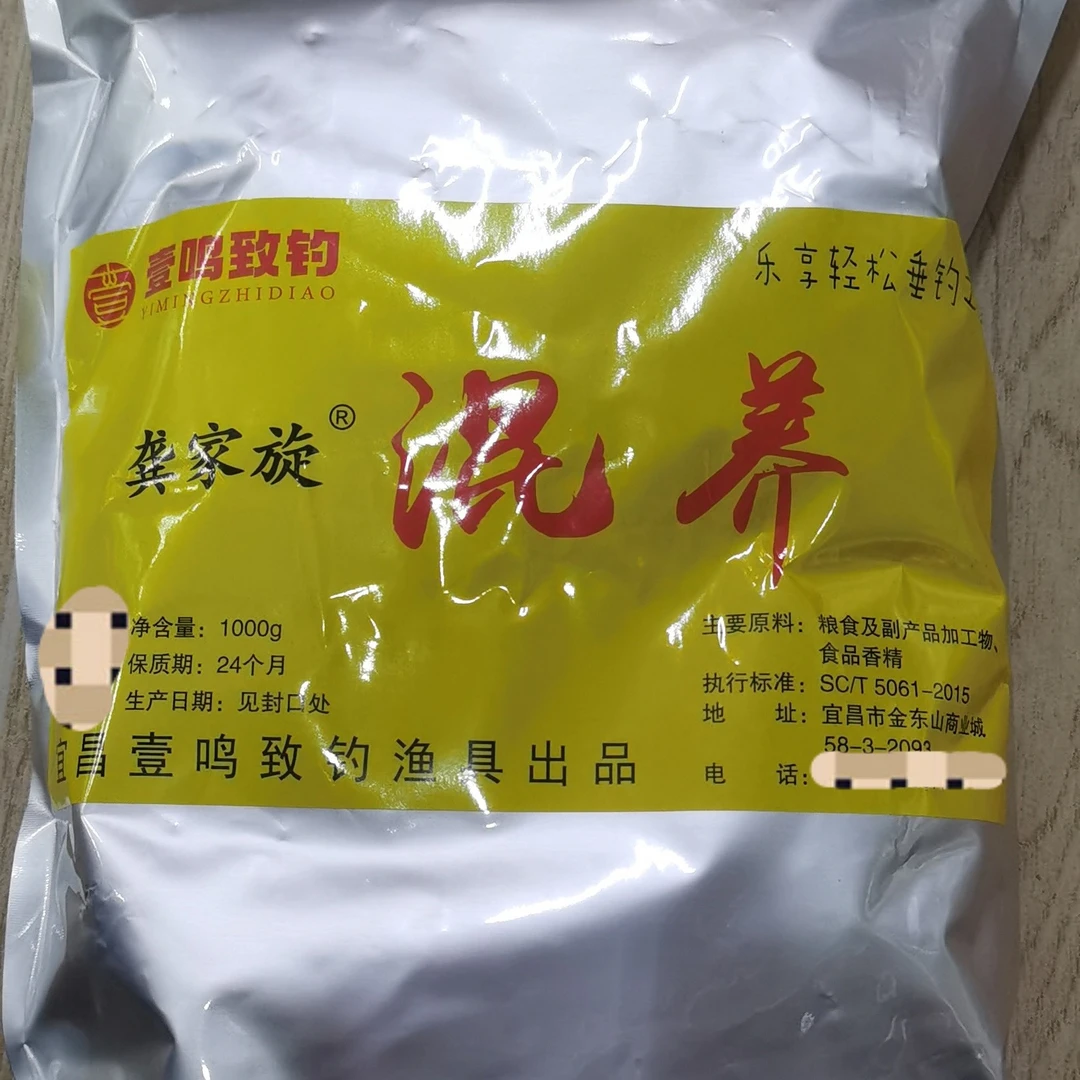 壹鸣致钓
YIMINGZHIDIAO
乐享轻松垂钓
龚家旋®
混养
净含量：1000g
保质期：24个月
生产日期：见封口处
宜昌壹鸣致钓渔具出品
主要原料：粮食及副产品加工物、
食品香精
执行标准：SC/T 5061-2015
地 址：宜昌市金东山商业城
58-3-2093
电 话：